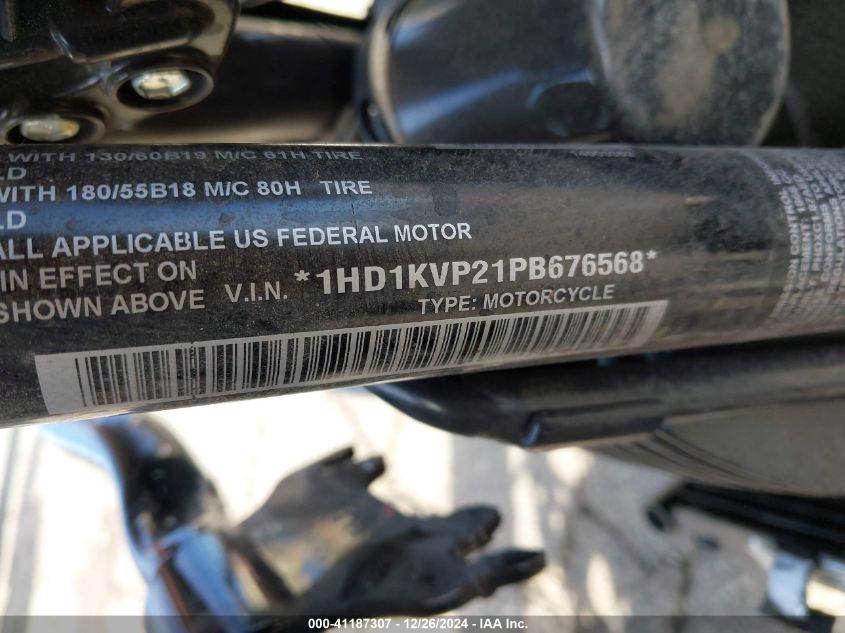 WITH 130/60B19 M/C 61H TIRE
LD
WITH 180/55B18 M/C 80H TIRE
LD
ALL APPLICABLE US FEDERAL MOTOR
IN EFFECT ON
SHOWN ABOVE V.I.N. *1HD1KVP21PB676568*
TYPE: MOTORCYCLE
000-41187307 – 12/26/2024 – IAA Inc.